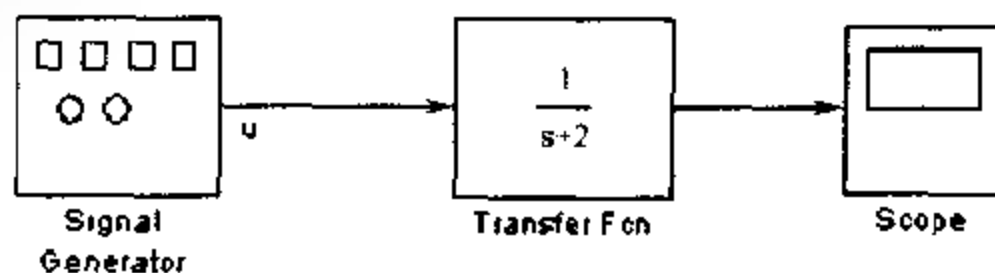 u
1
s+2
Signal
Generator
Transfer Fcn
Scope